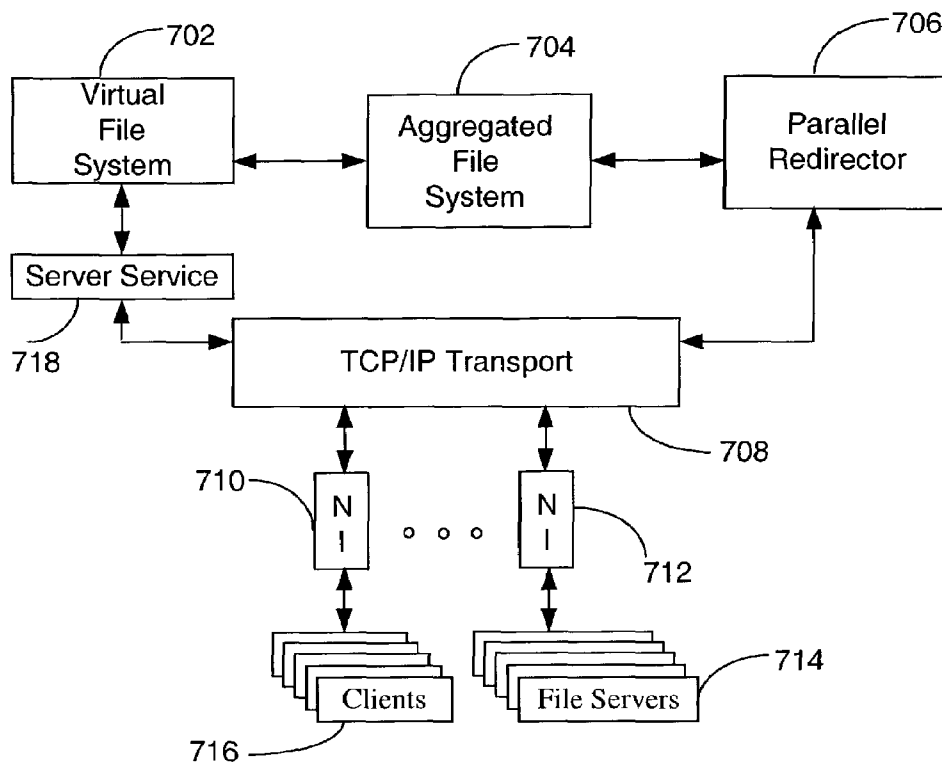 702
704
706
Virtual
File
System
Aggregated
File
System
Parallel
Redirector
Server Service
718
TCP/IP Transport
708
710
N
I
N
I
712
Clients
716
File Servers
714